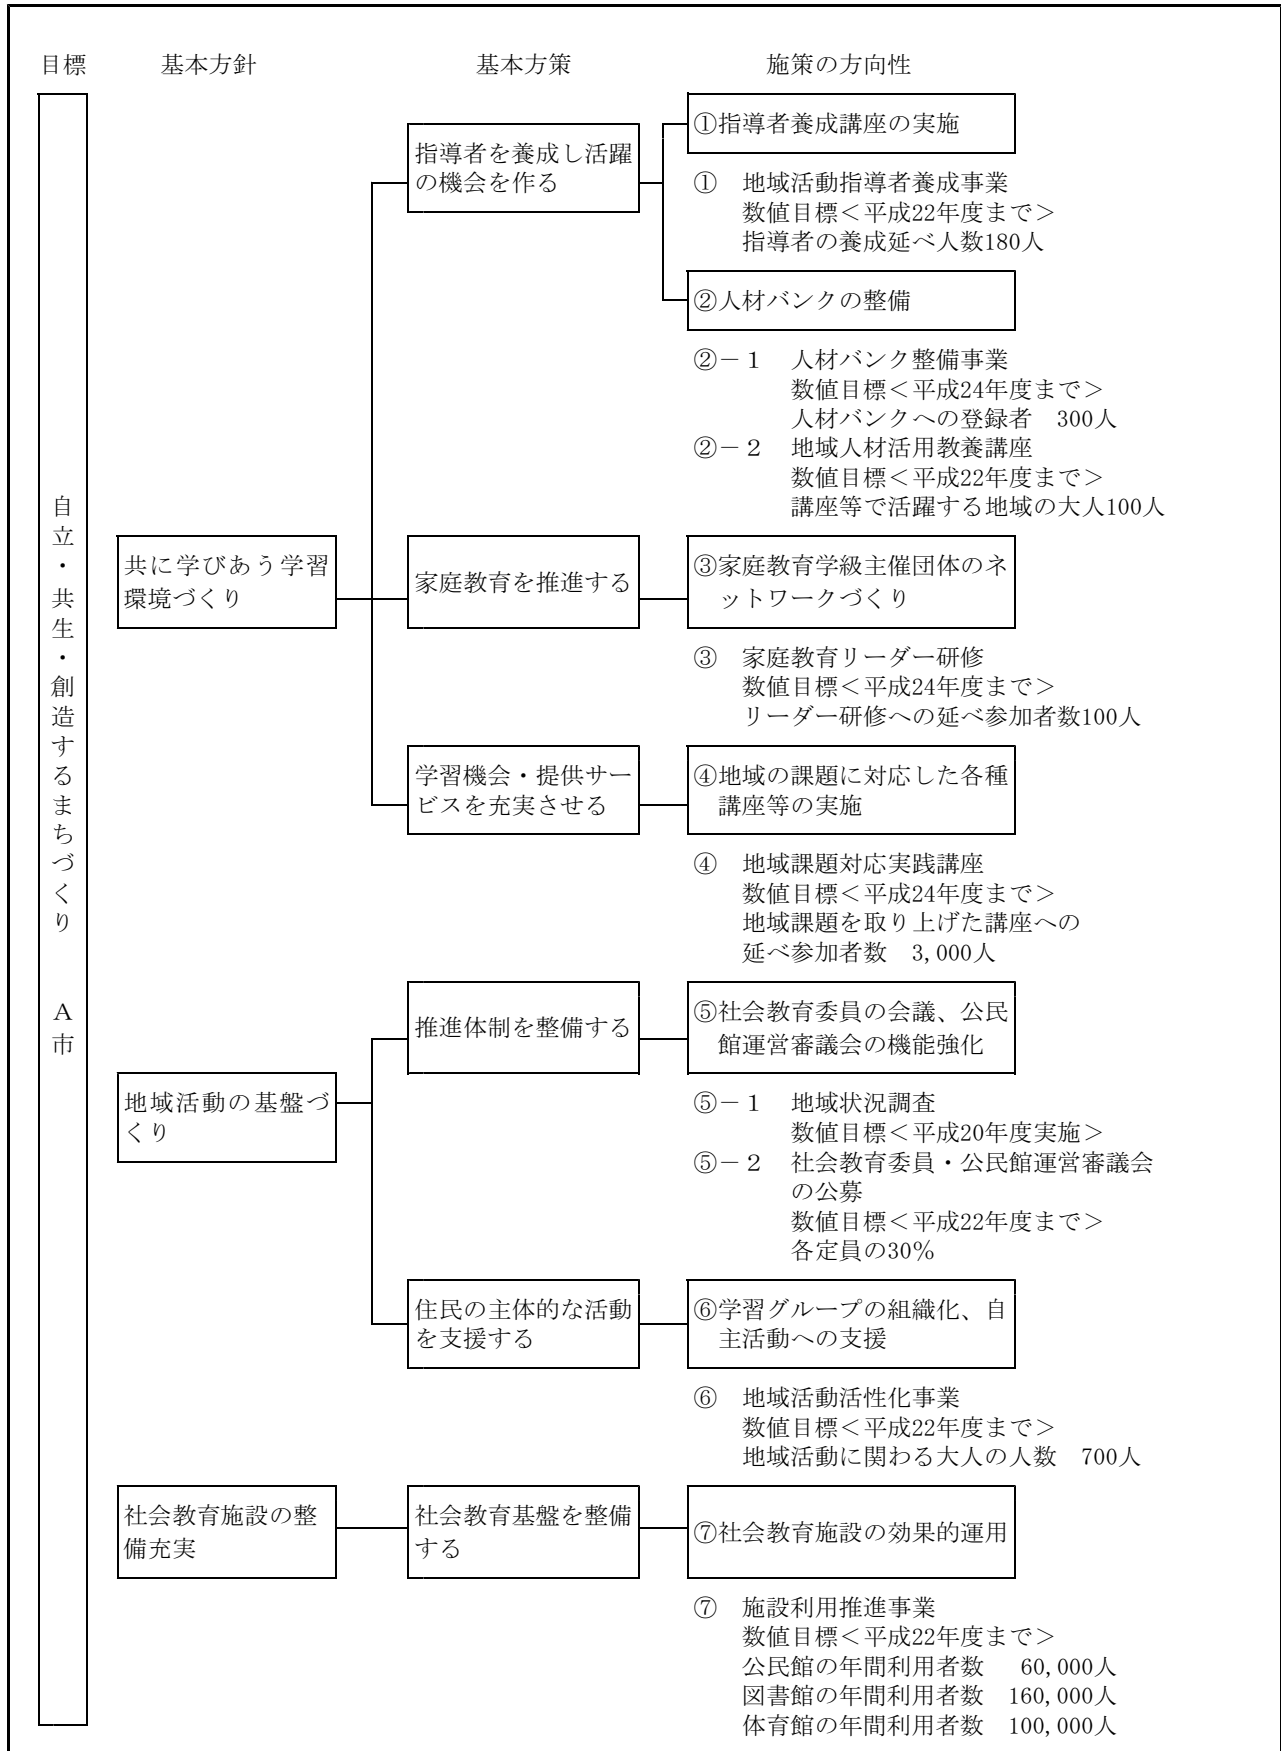 目標　基本方針　基本方策　施策の方向性
自立・共生・創造するまちづくり　A市
共に学びあう学習
環境づくり
指導者を養成し活躍
の機会を作る
①指導者養成講座の実施
①　地域活動指導者養成事業
数値目標＜平成22年度まで＞
指導者の養成延べ人数180人
②人材バンクの整備
②－１　人材バンク整備事業
数値目標＜平成24年度まで＞
人材バンクへの登録者　300人
②－２　地域人材活用教養講座
数値目標＜平成22年度まで＞
講座等で活躍する地域の大人100人
家庭教育を推進する
③家庭教育学級主催団体のネ
ットワークづくり
③　家庭教育リーダー研修
数値目標＜平成24年度まで＞
リーダー研修への延べ参加者数100人
学習機会・提供サー
ビスを充実させる
④地域の課題に対応した各種
講座等の実施
④　地域課題対応実践講座
数値目標＜平成24年度まで＞
地域課題を取り上げた講座への
延べ参加者数　3,000人
地域活動の基盤づ
くり
推進体制を整備する
⑤社会教育委員の会議、公民
館運営審議会の機能強化
⑤－１　地域状況調査
数値目標＜平成20年度実施＞
⑤－２　社会教育委員・公民館運営審議会
の公募
数値目標＜平成22年度まで＞
各定員の30％
住民の主体的な活動
を支援する
⑥学習グループの組織化、自
主活動への支援
⑥　地域活動活性化事業
数値目標＜平成22年度まで＞
地域活動に関わる大人の人数　700人
社会教育施設の整
備充実
社会教育基盤を整備
する
⑦社会教育施設の効果的運用
⑦　施設利用推進事業
数値目標＜平成22年度まで＞
公民館の年間利用者数　60,000人
図書館の年間利用者数　160,000人
体育館の年間利用者数　100,000人